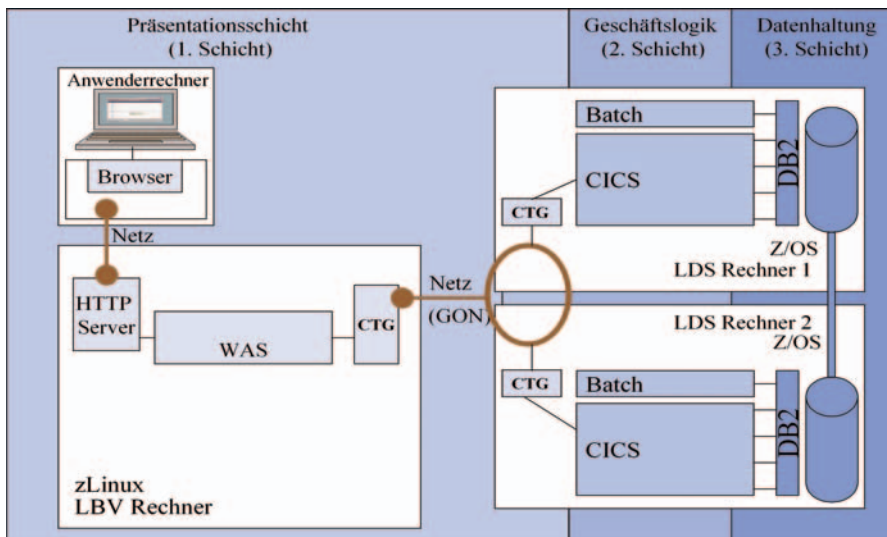 Präsentationsschicht
(1. Schicht)
Geschäftslogik
(2. Schicht)
Datenhaltung
(3. Schicht)
Anwenderrechner
Browser
Netz
HTTP
Server
WAS
CTG
zLinux
LBV Rechner
Netz
(GON)
Batch
CICS
CTG
DB2
Z/OS
LDS Rechner 1
LDS Rechner 2
Z/OS
CTG
Batch
CICS
DB2